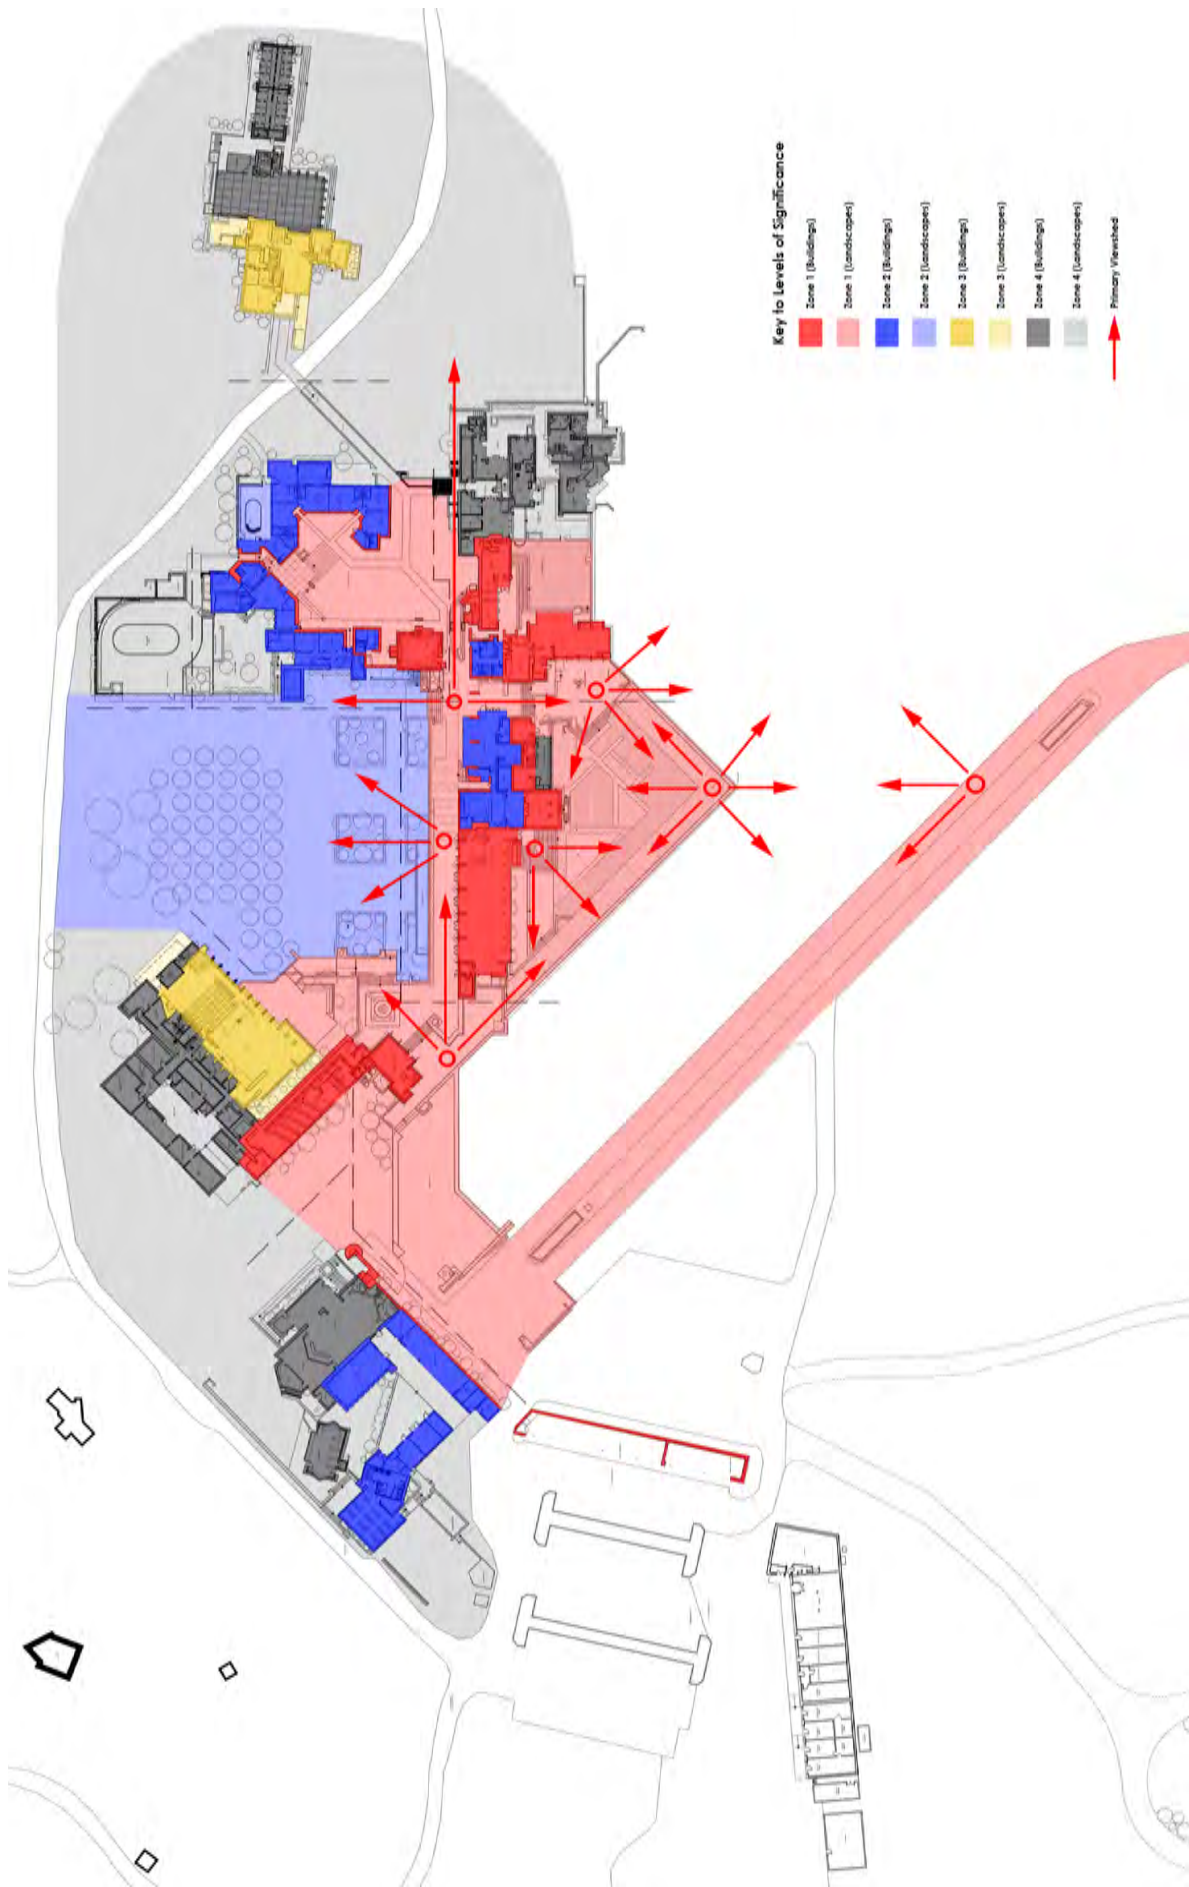 Key to Levels of Significance
Zone 1 (Buildings)
Zone 1 (Landscapes)
Zone 2 (Buildings)
Zone 2 (Landscapes)
Zone 3 (Buildings)
Zone 3 (Landscapes)
Zone 4 (Buildings)
Zone 4 (Landscapes)
Primary Viewshed